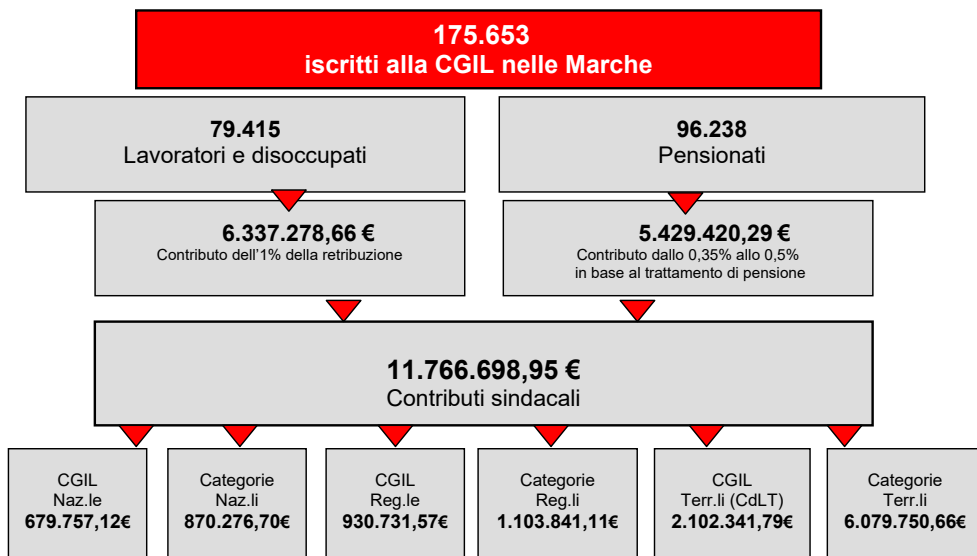 175.653
iscritti alla CGIL nelle Marche
79.415
Lavoratori e disoccupati
96.238
Pensionati
6.337.278,66 €
Contributo dell'1% della retribuzione
5.429.420,29 €
Contributo dallo 0,35% allo 0,5%
in base al trattamento di pensione
11.766.698,95 €
Contributi sindacali
CGIL
Naz.le
679.757,12€
Categorie
Naz.li
870.276,70€
CGIL
Reg.le
930.731,57€
Categorie
Reg.li
1.103.841,11€
CGIL
Terr.li (CdLT)
2.102.341,79€
Categorie
Terr.li
6.079.750,66€